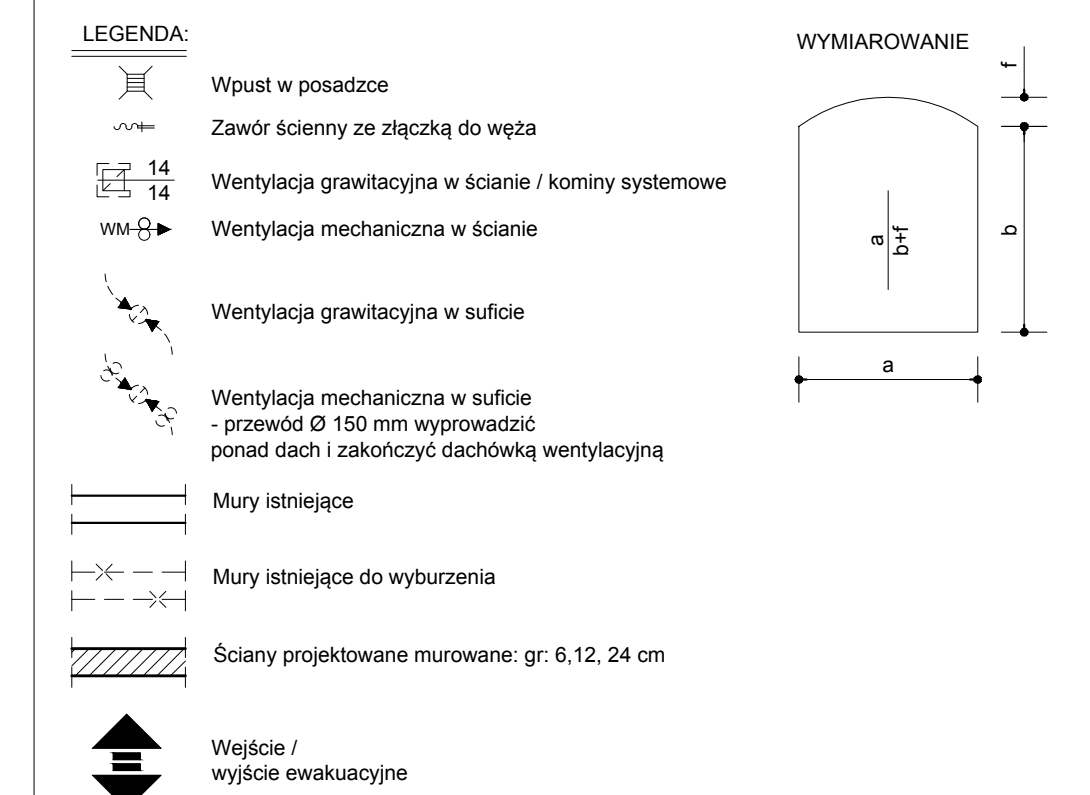 LEGENDA:
Wpust w posadzce
Zawór ścienny ze złączką do węża
14
14
Wentylacja grawitacyjna w ścianie / kominy systemowe
WM
Wentylacja mechaniczna w ścianie
Wentylacja grawitacyjna w suficie
Wentylacja mechaniczna w suficie
- przewód Ø 150 mm wyprowadzić
ponad dach i zakończyć dachówką wentylacyjną
Mury istniejące
Mury istniejące do wyburzenia
Ściany projektowane murowane: gr: 6,12, 24 cm
Wejście /
wyjście ewakuacyjne
WYMIAROWANIE
f
a
b+f
b
a